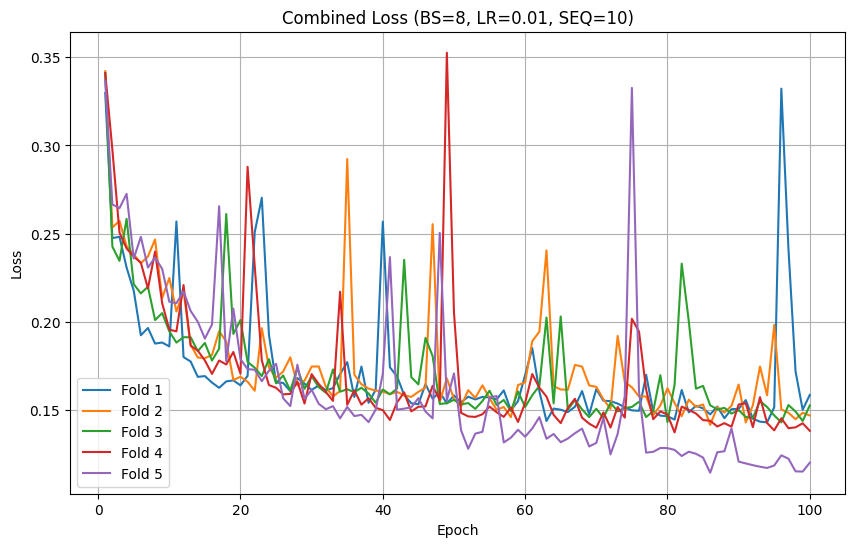 Combined Loss (BS=8, LR=0.01, SEQ=10)
Loss
0.35
0.30
0.25
0.20
0.15
Fold 1
Fold 2
Fold 3
Fold 4
Fold 5
0 20 40 60 80 100
Epoch